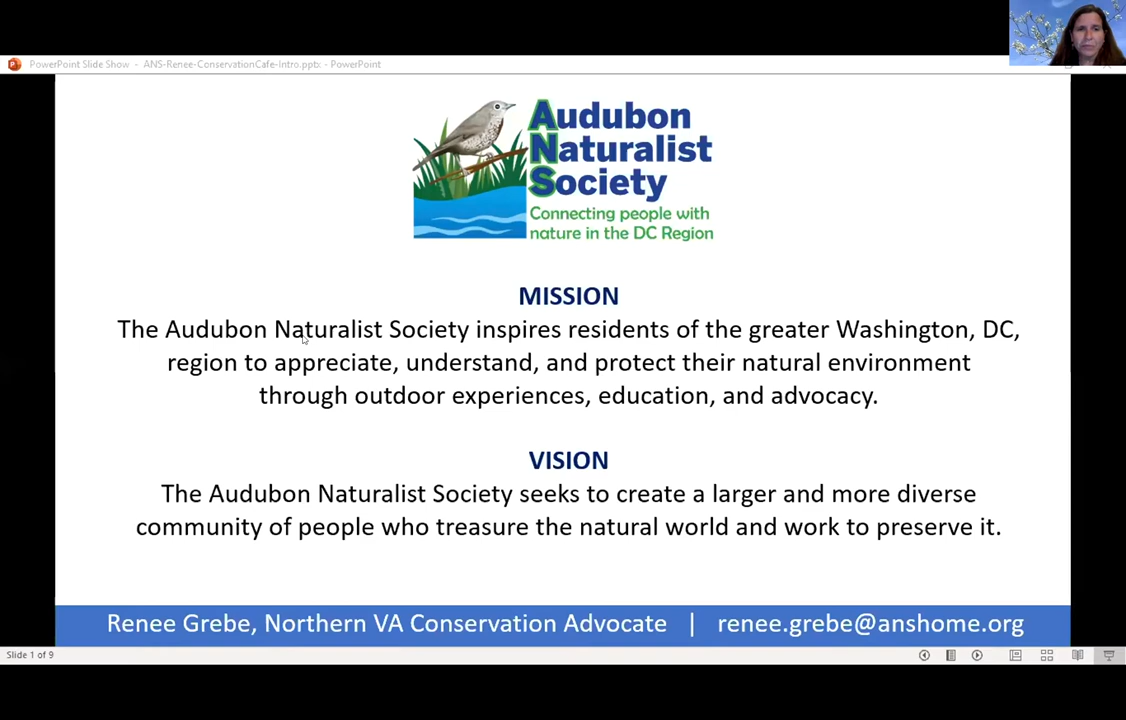 PowerPoint Slide Show - ANS-Renee-ConservationCafe-Intro.ppb: - PowerPoint
Audubon
Naturalist
Society
Connecting people with
nature in the DC Region
MISSION
The Audubon Naturalist Society inspires residents of the greater Washington, DC,
region to appreciate, understand, and protect their natural environment
through outdoor experiences, education, and advocacy.
VISION
The Audubon Naturalist Society seeks to create a larger and more diverse
community of people who treasure the natural world and work to preserve it.
Renee Grebe, Northern VA Conservation Advocate | renee.grebe@anshome.org
Slide 1 of 9